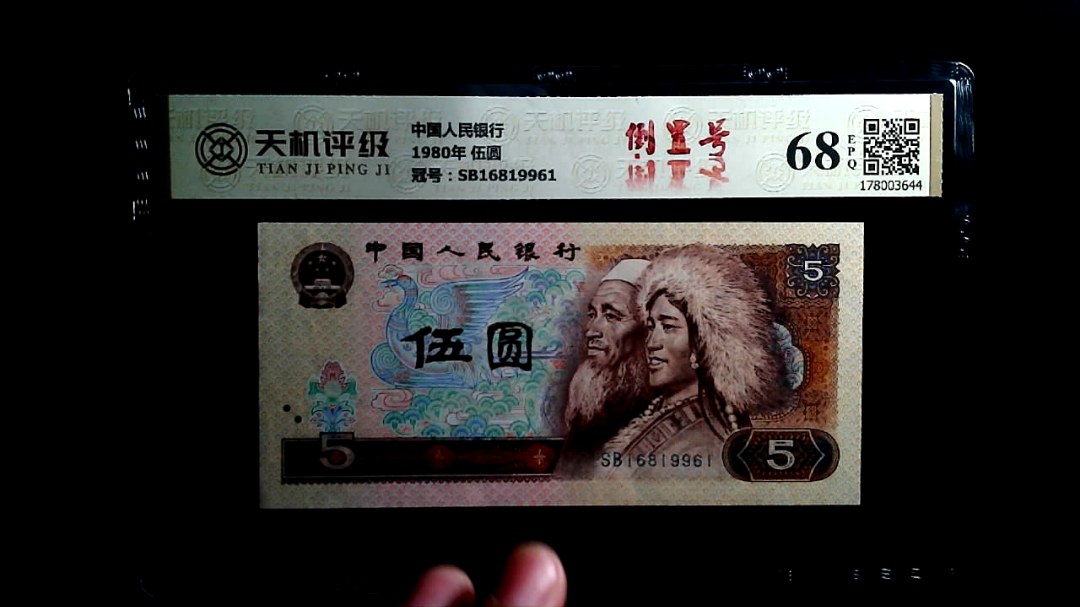 天机评级
TIAN JI PING JI
中国人民银行
1980年 伍圆
冠号：SB16819961
倒置号
68
EPQ
178003644
中国人民银行
5
伍圆
5
SB16819961
5